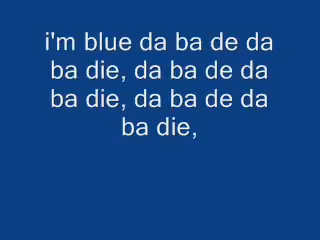 i'm blue da ba de da
ba die, da ba de da
ba die, da ba de da
ba die,